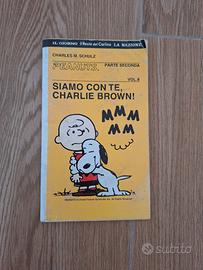 IL GIORNO il Resto del Carlino LA NAZIONE
CHARLES M. SCHULZ
PEANUTS
PARTE SECONDA
VOL. 8
SIAMO CON TE,
CHARLIE BROWN!
MMM
MM
subito